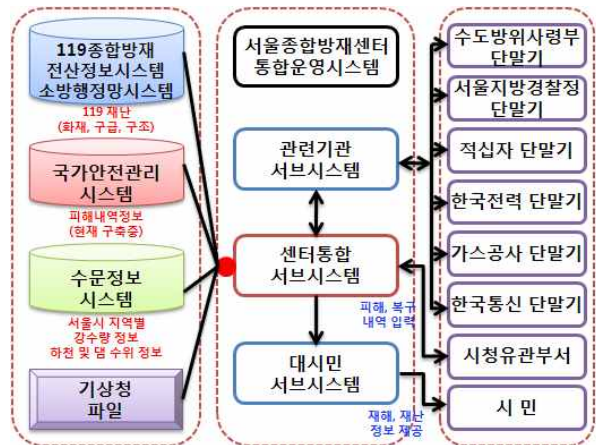 119종합방재
전산정보시스템
소방행정망시스템
119 재난
(화재, 구급, 구조)
국가안전관리
시스템
피해내역정보
(현재 구축중)
수문정보
시스템
서울시 지역별
강수량 정보
하천 및 댐 수위 정보
기상청
파일
서울종합방재센터
통합운영시스템
관련기관
서브시스템
센터통합
서브시스템
피해, 복구
내역 입력
대시민
서브시스템
재해, 재난
정보 제공
수도방위사령부
단말기
서울지방경찰정
단말기
적십자 단말기
한국전력 단말기
가스공사 단말기
한국통신 단말기
시청유관부서
시 민